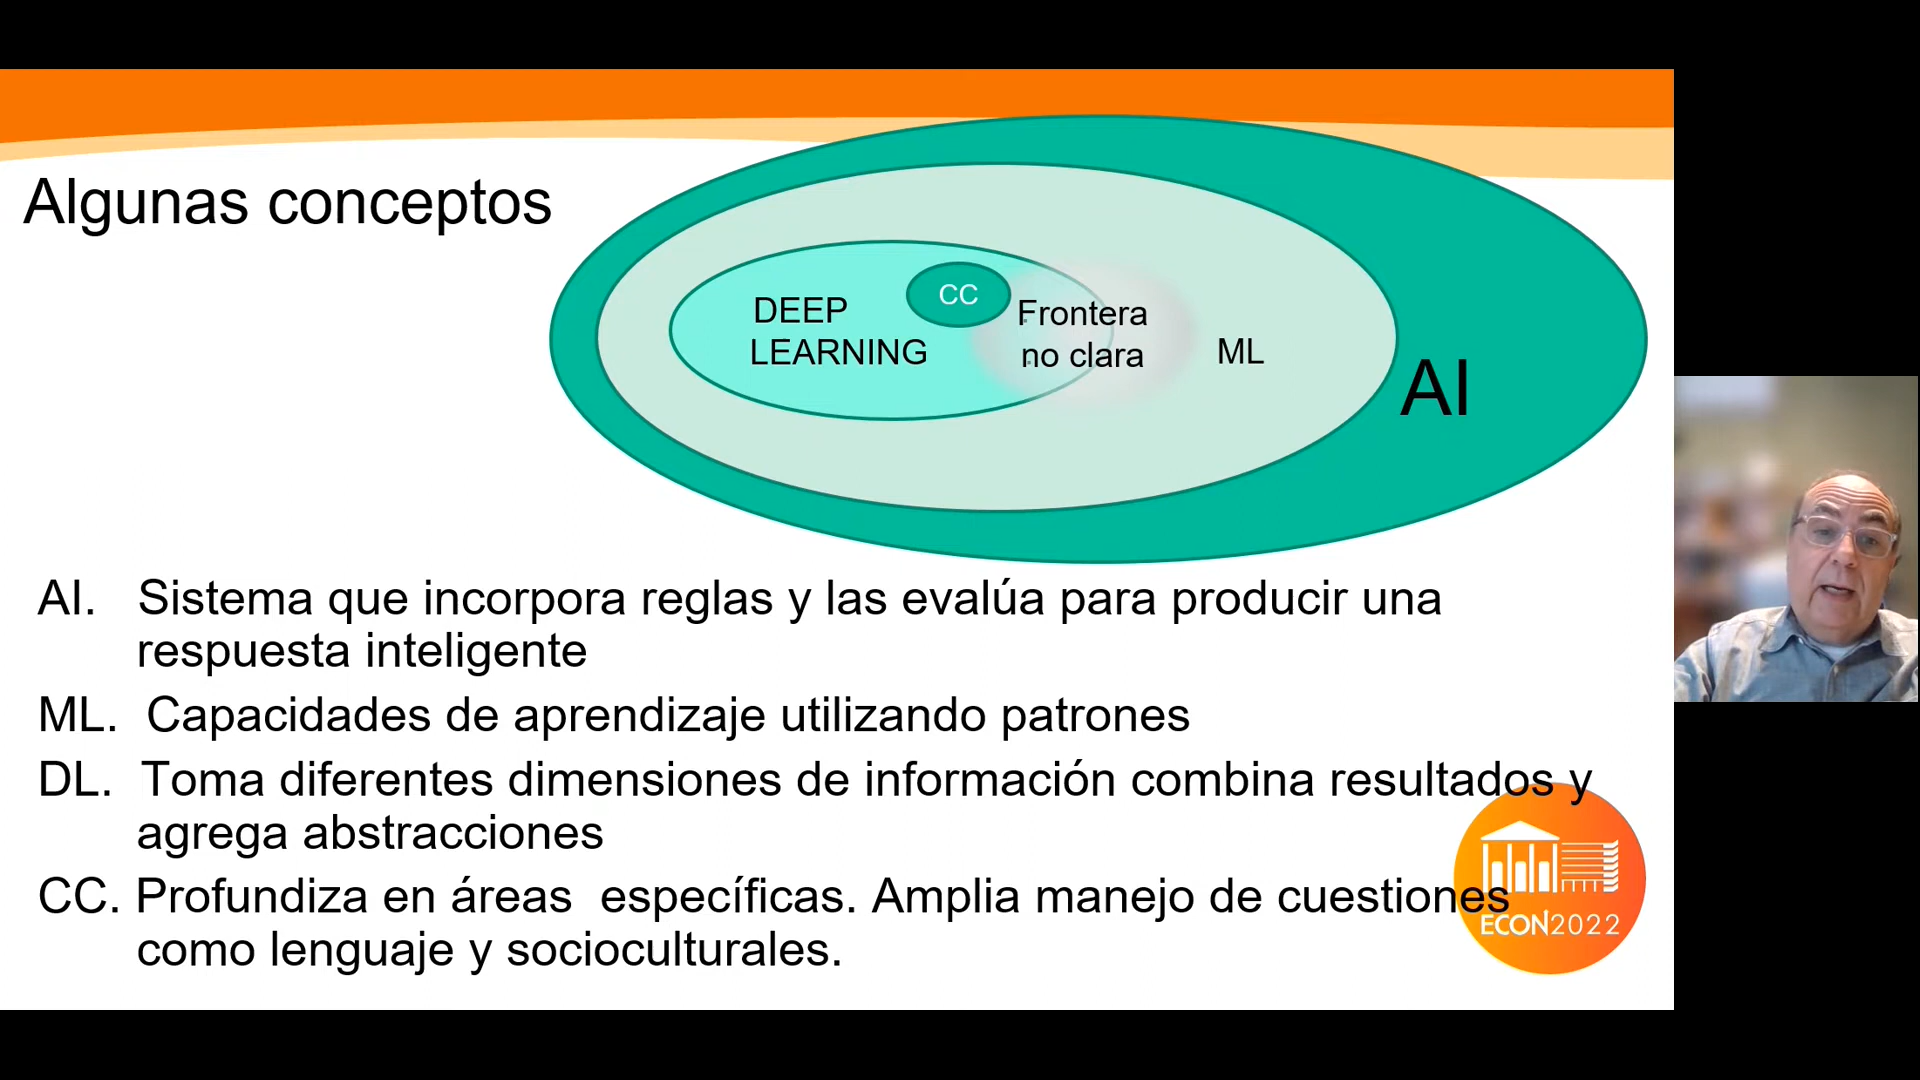 Algunas conceptos
DEEP
LEARNING
CC
Frontera
no clara
ML
AI
AI. Sistema que incorpora reglas y las evalúa para producir una
respuesta inteligente
ML. Capacidades de aprendizaje utilizando patrones
DL. Toma diferentes dimensiones de información combina resultados y
agrega abstracciones
CC. Profundiza en áreas específicas. Amplia manejo de cuestiones
como lenguaje y socioculturales.
ECON2022